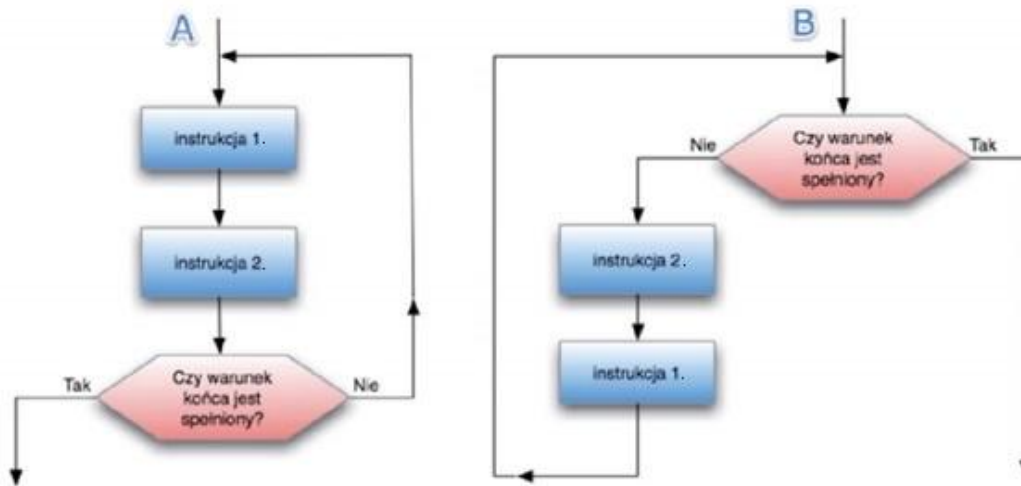 A
instrukcja 1.
instrukcja 2.
Tak
Czy warunek
końca jest
spełniony?
Nie
B
Nie
Czy warunek
końca jest
spełniony?
Tak
instrukcja 2.
instrukcja 1.